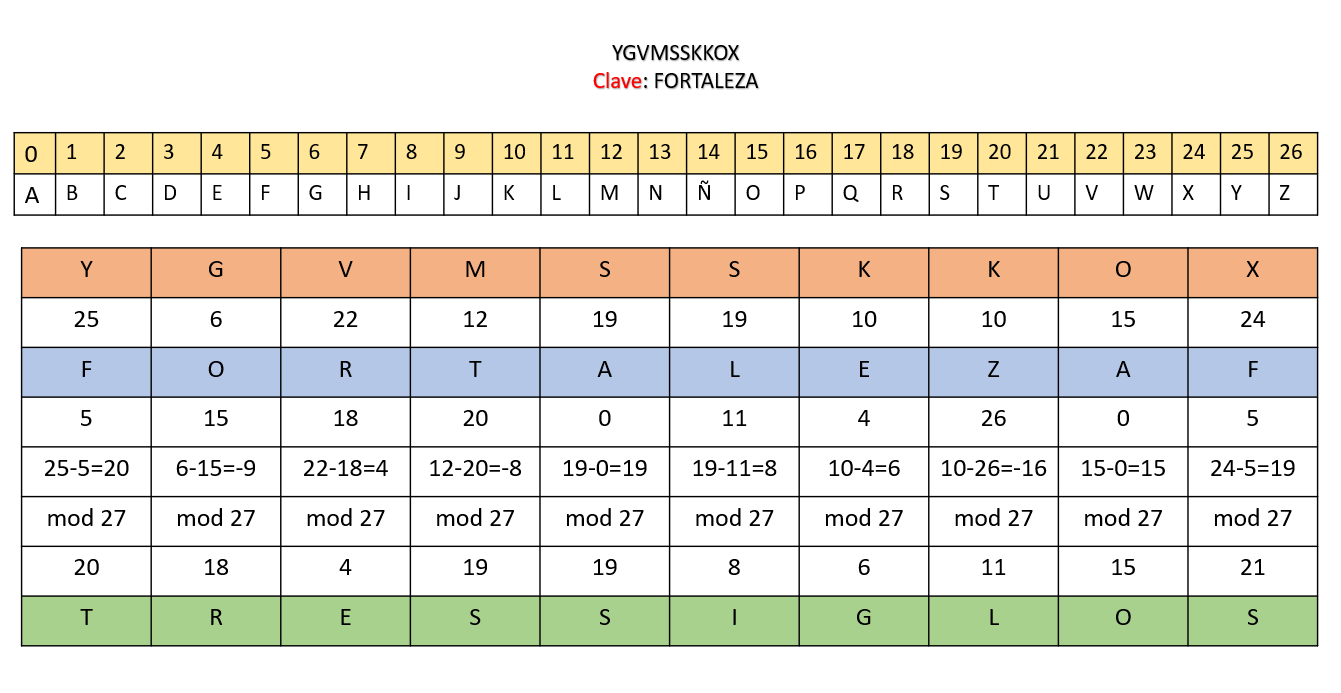 YGVMSSKKOX
Clave: FORTALEZA
0 1 2 3 4 5 6 7 8 9 10 11 12 13 14 15 16 17 18 19 20 21 22 23 24 25 26
A B C D E F G H I J K L M N Ñ O P Q R S T U V W X Y Z
Y G V M S S K K O X
25 6 22 12 19 19 10 10 15 24
F O R T A L E Z A F
5 15 18 20 0 11 4 26 0 5
25-5=20 6-15=-9 22-18=4 12-20=-8 19-0=19 19-11=8 10-4=6 10-26=-16 15-0=15 24-5=19
mod 27 mod 27 mod 27 mod 27 mod 27 mod 27 mod 27 mod 27 mod 27 mod 27
20 18 4 19 19 8 6 11 15 21
T R E S S I G L O S